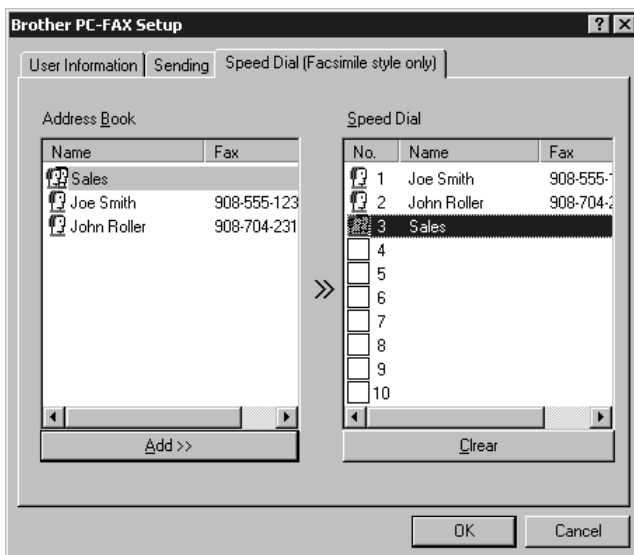 Brother PC-FAX Setup
User Information Sending Speed Dial (Facsimile style only)
Address Book
Name Fax
Sales
Joe Smith 908-555-123
John Roller 908-704-231
Add >>
Speed Dial
No. Name Fax
1 Joe Smith 908-555-
2 John Roller 908-704-
3 Sales
4
5
6
7
8
9
10
Clrear
OK Cancel